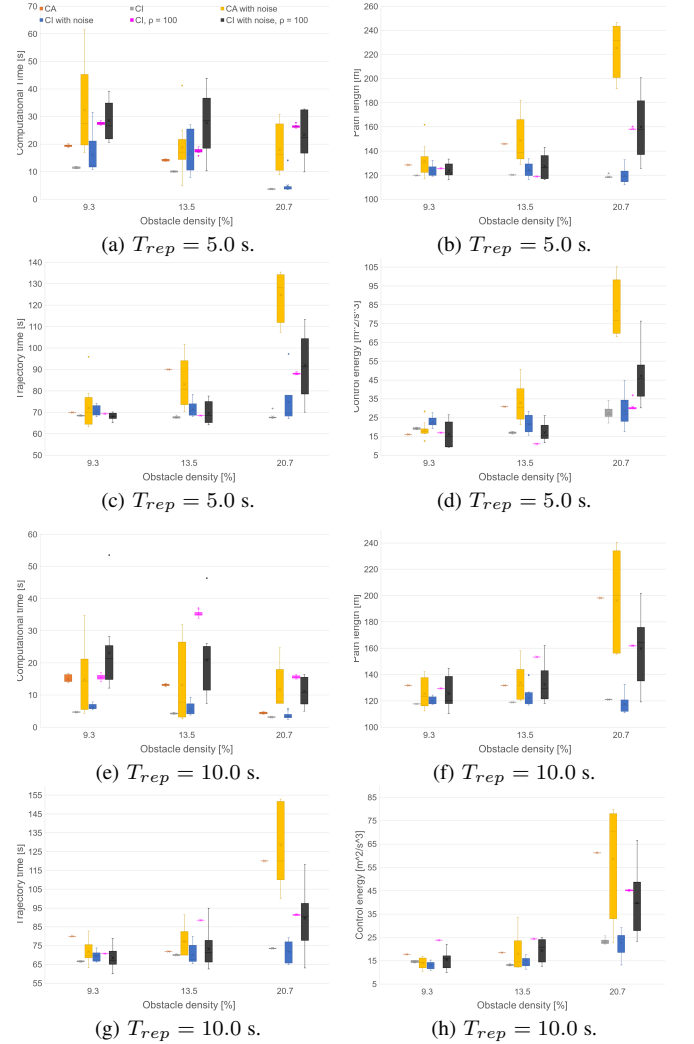 CA CI CA with noise
CI with noise CI, ρ = 100 CI with noise, ρ = 100
Computational Time [s]
70
60
50
40
30
20
10
0
9.3 13.5 20.7
Obstacle density [%]
(a) T_rep = 5.0 s.
Path length [m]
260
240
220
200
180
160
140
120
100
9.3 13.5 20.7
Obstacle density [%]
(b) T_rep = 5.0 s.
Trajectory time [s]
140
130
120
110
100
90
80
70
60
50
9.3 13.5 20.7
Obstacle density [%]
(c) T_rep = 5.0 s.
Control energy [m^2/s^3]
105
95
85
75
65
55
45
35
25
15
5
9.3 13.5 20.7
Obstacle density [%]
(d) T_rep = 5.0 s.
Computational time [s]
60
50
40
30
20
10
0
9.3 13.5 20.7
Obstacle density [%]
(e) T_rep = 10.0 s.
Path length [m]
240
220
200
180
160
140
120
100
9.3 13.5 20.7
Obstacle density [%]
(f) T_rep = 10.0 s.
Trajectory time [s]
155
145
135
125
115
105
95
85
75
65
55
9.3 13.5 20.7
Obstacle density [%]
(g) T_rep = 10.0 s.
Control energy [m^2/s^3]
85
75
65
55
45
35
25
15
5
9.3 13.5 20.7
Obstacle density [%]
(h) T_rep = 10.0 s.